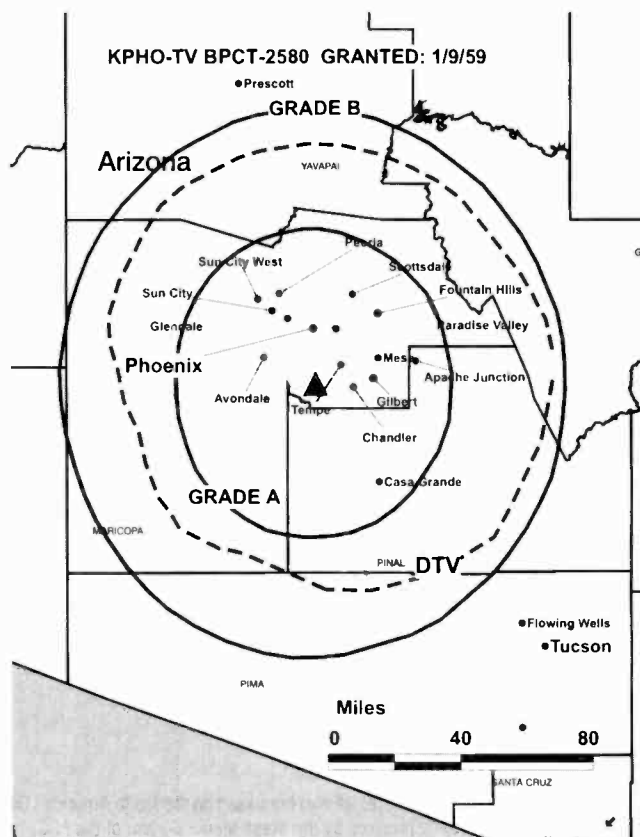 KPHO-TV BPCT-2580 GRANTED: 1/9/59
Prescott
GRADE B
Arizona
YAVAPAI
Peoria
Sun City West
Scottsdale
Sun City
Fountain Hills
Glendale
Paradise Valley
Phoenix
Mesa
Apache Junction
Avondale
Tempe
Gilbert
Chandler
Casa Grande
GRADE A
MARICOPA
PINAL
DTV
Flowing Wells
Tucson
PIMA
Miles
0 40 80
SANTA CRUZ